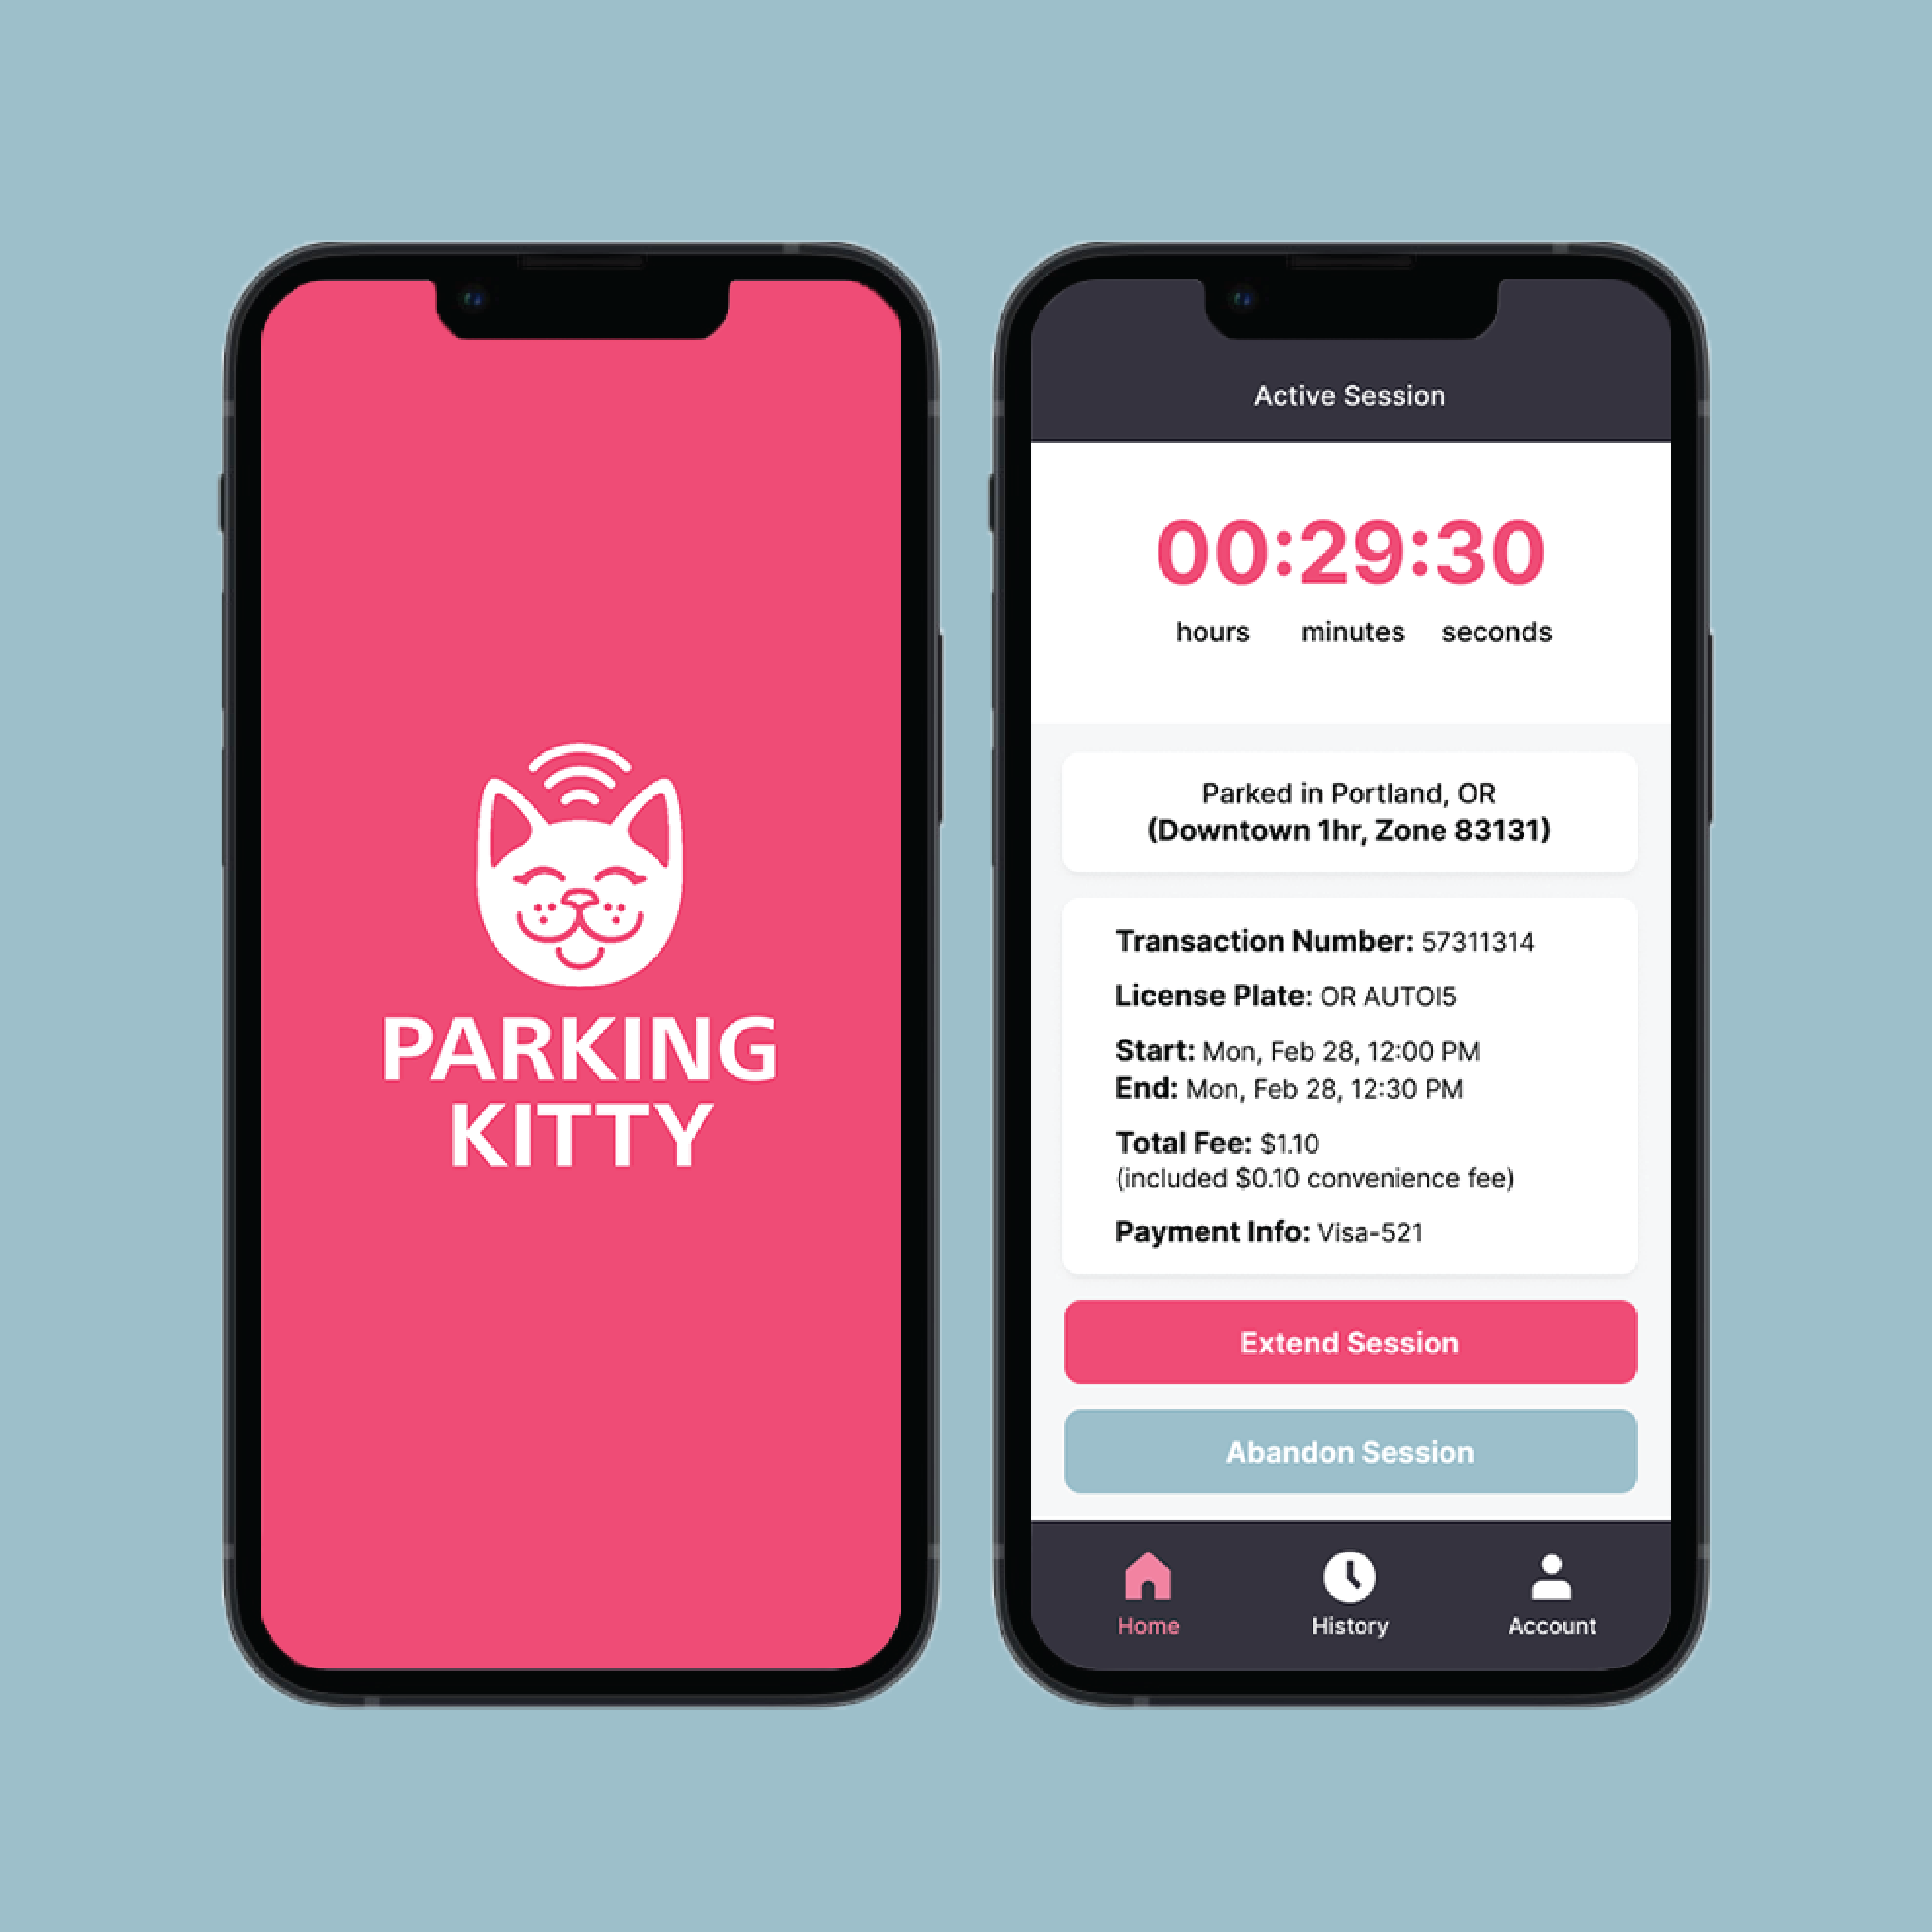 PARKING
KITTY
Active Session
00:29:30
hours minutes seconds
Parked in Portland, OR
(Downtown 1hr, Zone 83131)
Transaction Number: 57311314
License Plate: OR AUTOI5
Start: Mon, Feb 28, 12:00 PM
End: Mon, Feb 28, 12:30 PM
Total Fee: $1.10
(included $0.10 convenience fee)
Payment Info: Visa-521
Extend Session
Abandon Session
Home History Account